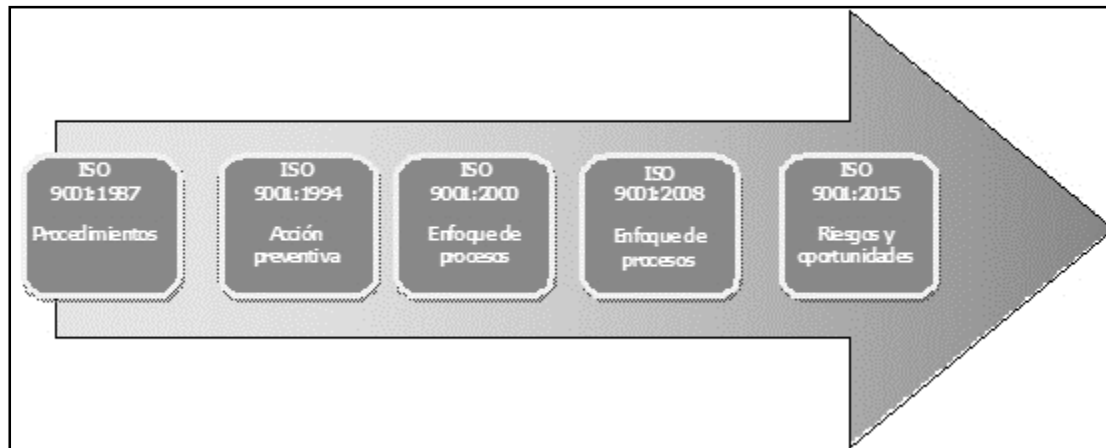 ISO
9001:1987
Procedimientos
ISO
9001:1994
Acción
preventiva
ISO
9001:2000
Enfoque de
procesos
ISO
9001:2008
Enfoque de
procesos
ISO
9001:2015
Riesgos y
oportunidades